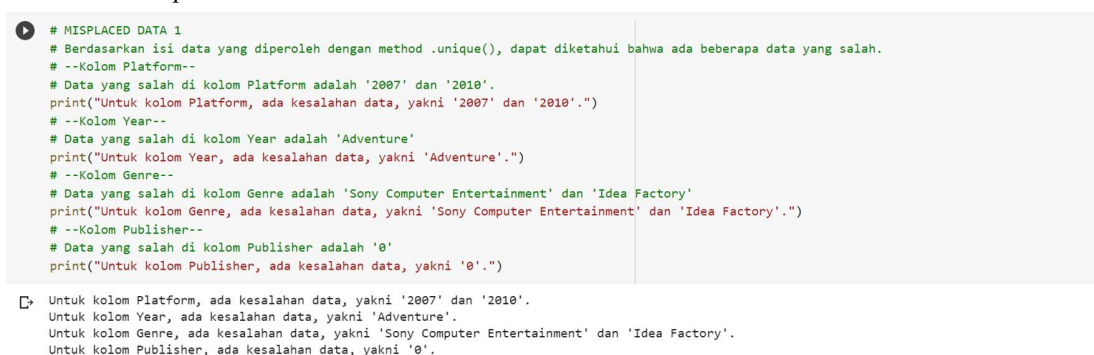 # MISPLACED DATA 1
# Berdasarkan isi data yang diperoleh dengan method .unique(), dapat diketahui bahwa ada beberapa data yang salah.
# --Kolom Platform--
# Data yang salah di kolom Platform adalah '2007' dan '2010'.
print("Untuk kolom Platform, ada kesalahan data, yakni '2007' dan '2010'.")
# --Kolom Year--
# Data yang salah di kolom Year adalah 'Adventure'
print("Untuk kolom Year, ada kesalahan data, yakni 'Adventure'.")
# --Kolom Genre--
# Data yang salah di kolom Genre adalah 'Sony Computer Entertainment' dan 'Idea Factory'
print("Untuk kolom Genre, ada kesalahan data, yakni 'Sony Computer Entertainment' dan 'Idea Factory'.")
# --Kolom Publisher--
# Data yang salah di kolom Publisher adalah '0'
print("Untuk kolom Publisher, ada kesalahan data, yakni '0'.")
Untuk kolom Platform, ada kesalahan data, yakni '2007' dan '2010'.
Untuk kolom Year, ada kesalahan data, yakni 'Adventure'.
Untuk kolom Genre, ada kesalahan data, yakni 'Sony Computer Entertainment' dan 'Idea Factory'.
Untuk kolom Publisher, ada kesalahan data, yakni '0'.